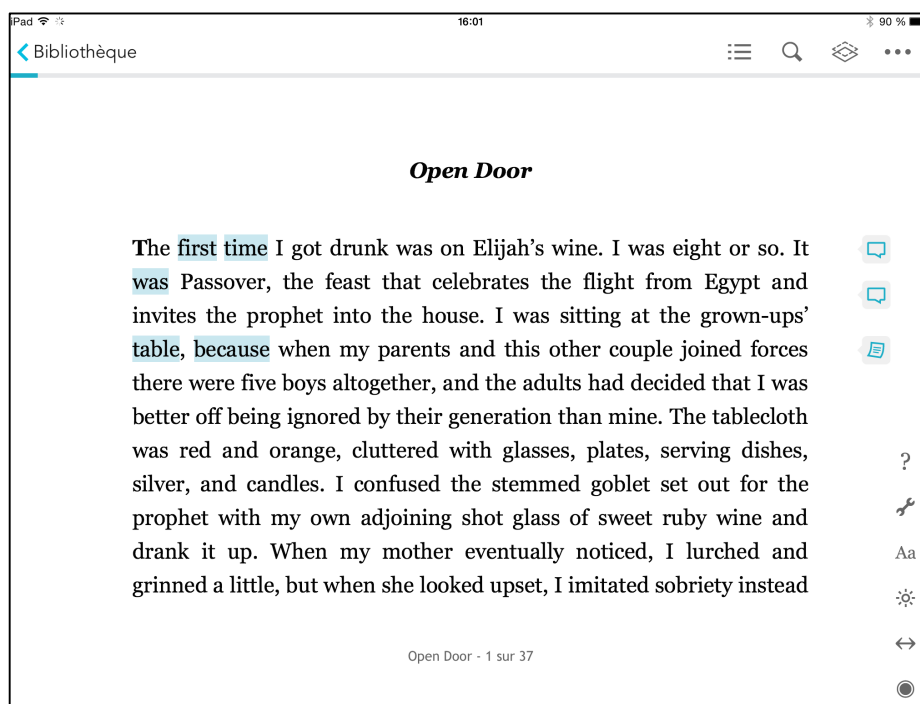 iPad 16:01 90 %
Bibliothèque
Open Door
The first time I got drunk was on Elijah’s wine. I was eight or so. It
was Passover, the feast that celebrates the flight from Egypt and
invites the prophet into the house. I was sitting at the grown-ups’
table, because when my parents and this other couple joined forces
there were five boys altogether, and the adults had decided that I was
better off being ignored by their generation than mine. The tablecloth
was red and orange, cluttered with glasses, plates, serving dishes,
silver, and candles. I confused the stemmed goblet set out for the
prophet with my own adjoining shot glass of sweet ruby wine and
drank it up. When my mother eventually noticed, I lurched and
grinned a little, but when she looked upset, I imitated sobriety instead
?
Aa
Open Door - 1 sur 37